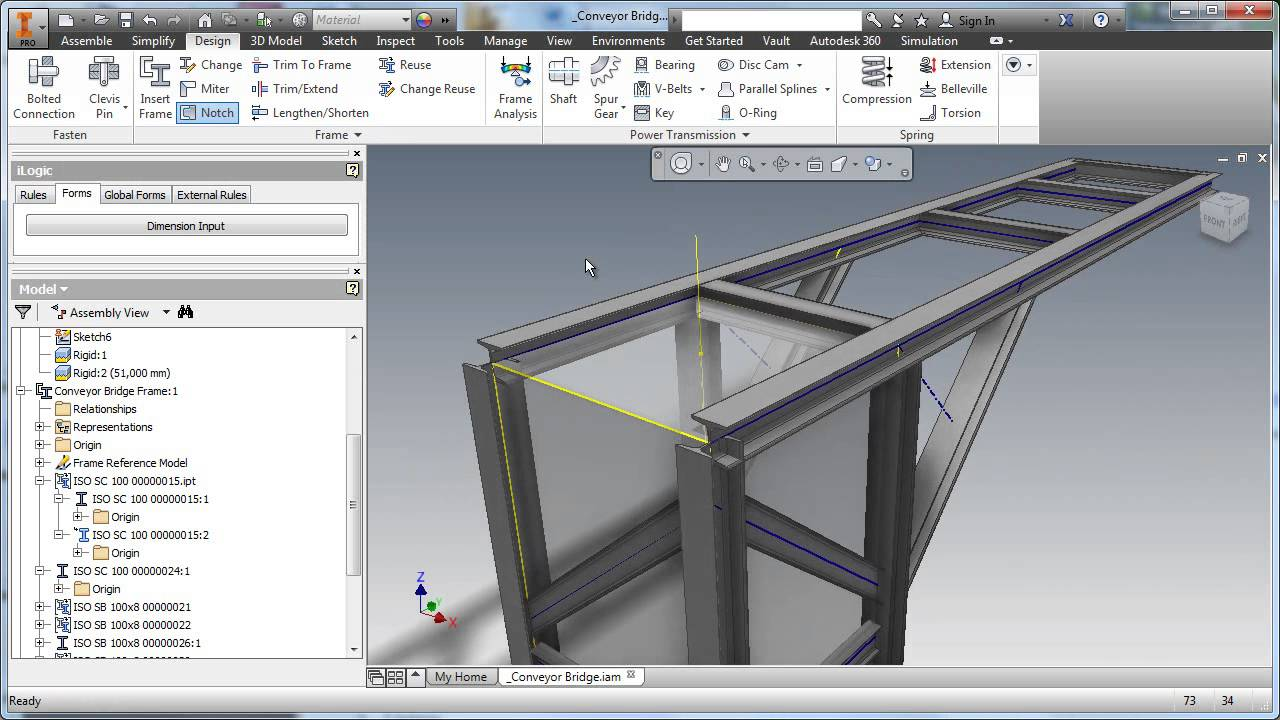 PRO
Material
_Conveyor Bridg...
Sign In
Assemble Simplify Design 3D Model Sketch Inspect Tools Manage View Environments Get Started Vault Autodesk 360 Simulation
Bolted Connection
Clevis Pin
Insert Frame
Change
Miter
Notch
Trim To Frame
Trim/Extend
Lengthen/Shorten
Reuse
Change Reuse
Frame Analysis
Shaft
Spur Gear
Bearing
V-Belts
Key
Disc Cam
Parallel Splines
O-Ring
Compression
Extension
Belleville
Torsion
Fasten Frame Power Transmission Spring
iLogic
Rules Forms Global Forms External Rules
Dimension Input
Model
Assembly View
Sketch6
Rigid:1
Rigid:2 (51,000 mm)
Conveyor Bridge Frame:1
Relationships
Representations
Origin
Frame Reference Model
ISO SC 100 00000015.ipt
ISO SC 100 00000015:1
Origin
ISO SC 100 00000015:2
Origin
ISO SC 100 00000024:1
Origin
ISO SB 100x8 00000021
ISO SB 100x8 00000022
ISO SB 100x8 00000026:1
FRONT
Z
Y
X
My Home _Conveyor Bridge.iam
Ready 73 34